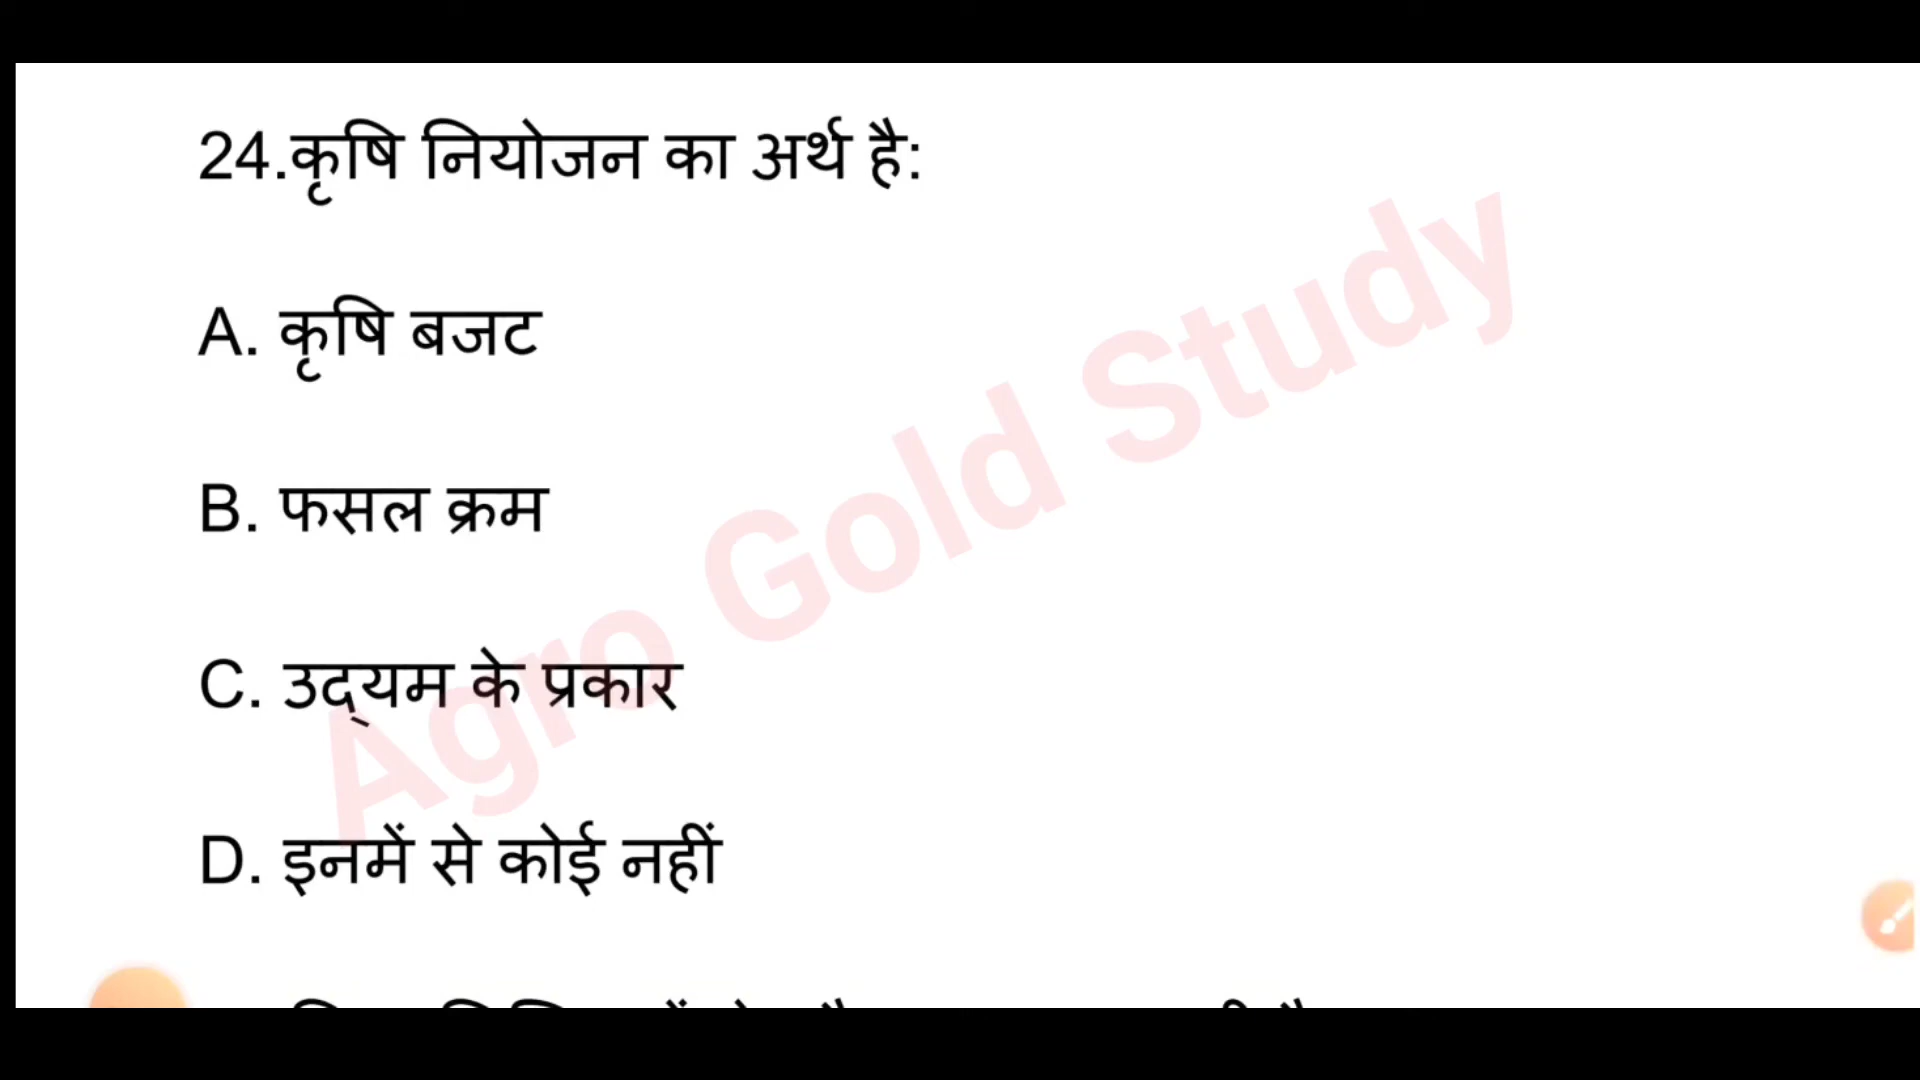 24.कृषि नियोजन का अर्थ है:
A. कृषि बजट
B. फसल क्रम
C. उद्यम के प्रकार
D. इनमें से कोई नहीं
Agro Gold Study